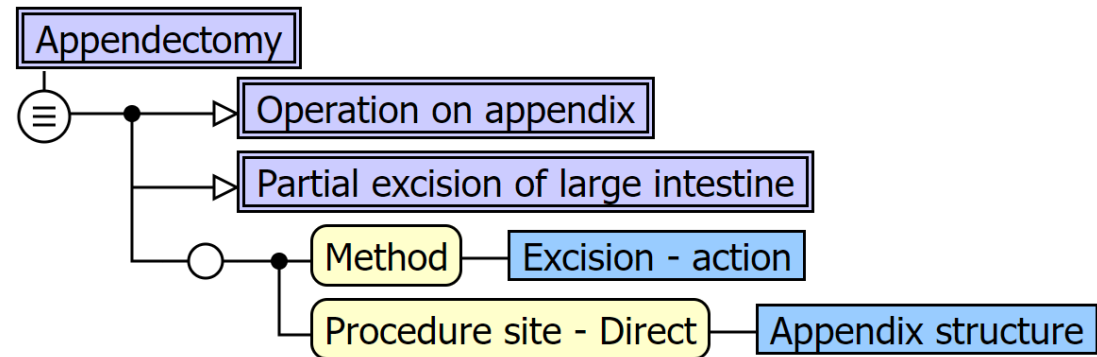 Appendectomy
Operation on appendix
Partial excision of large intestine
Method Excision - action
Procedure site - Direct Appendix structure